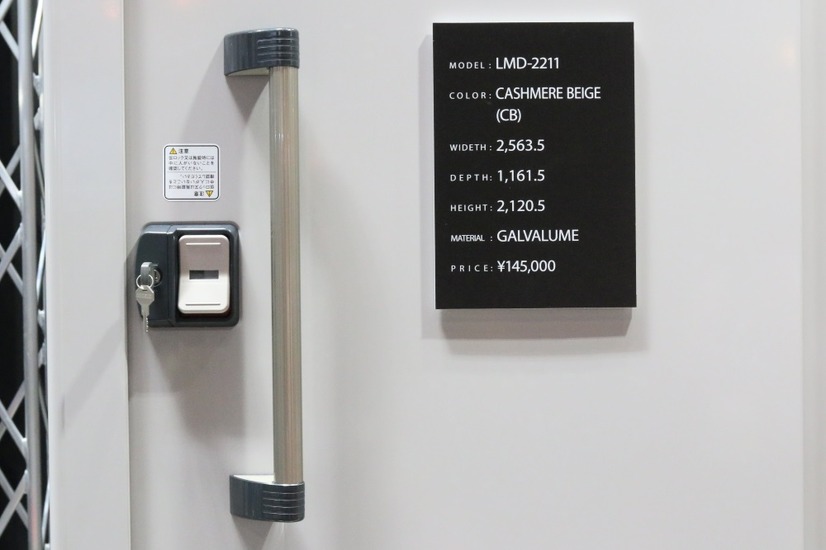 MODEL: LMD-2211
COLOR: CASHMERE BEIGE
(CB)
WIDETH: 2,563.5
DEPTH: 1,161.5
HEIGHT: 2,120.5
MATERIAL: GALVALUME
PRICE: ¥145,000
注意